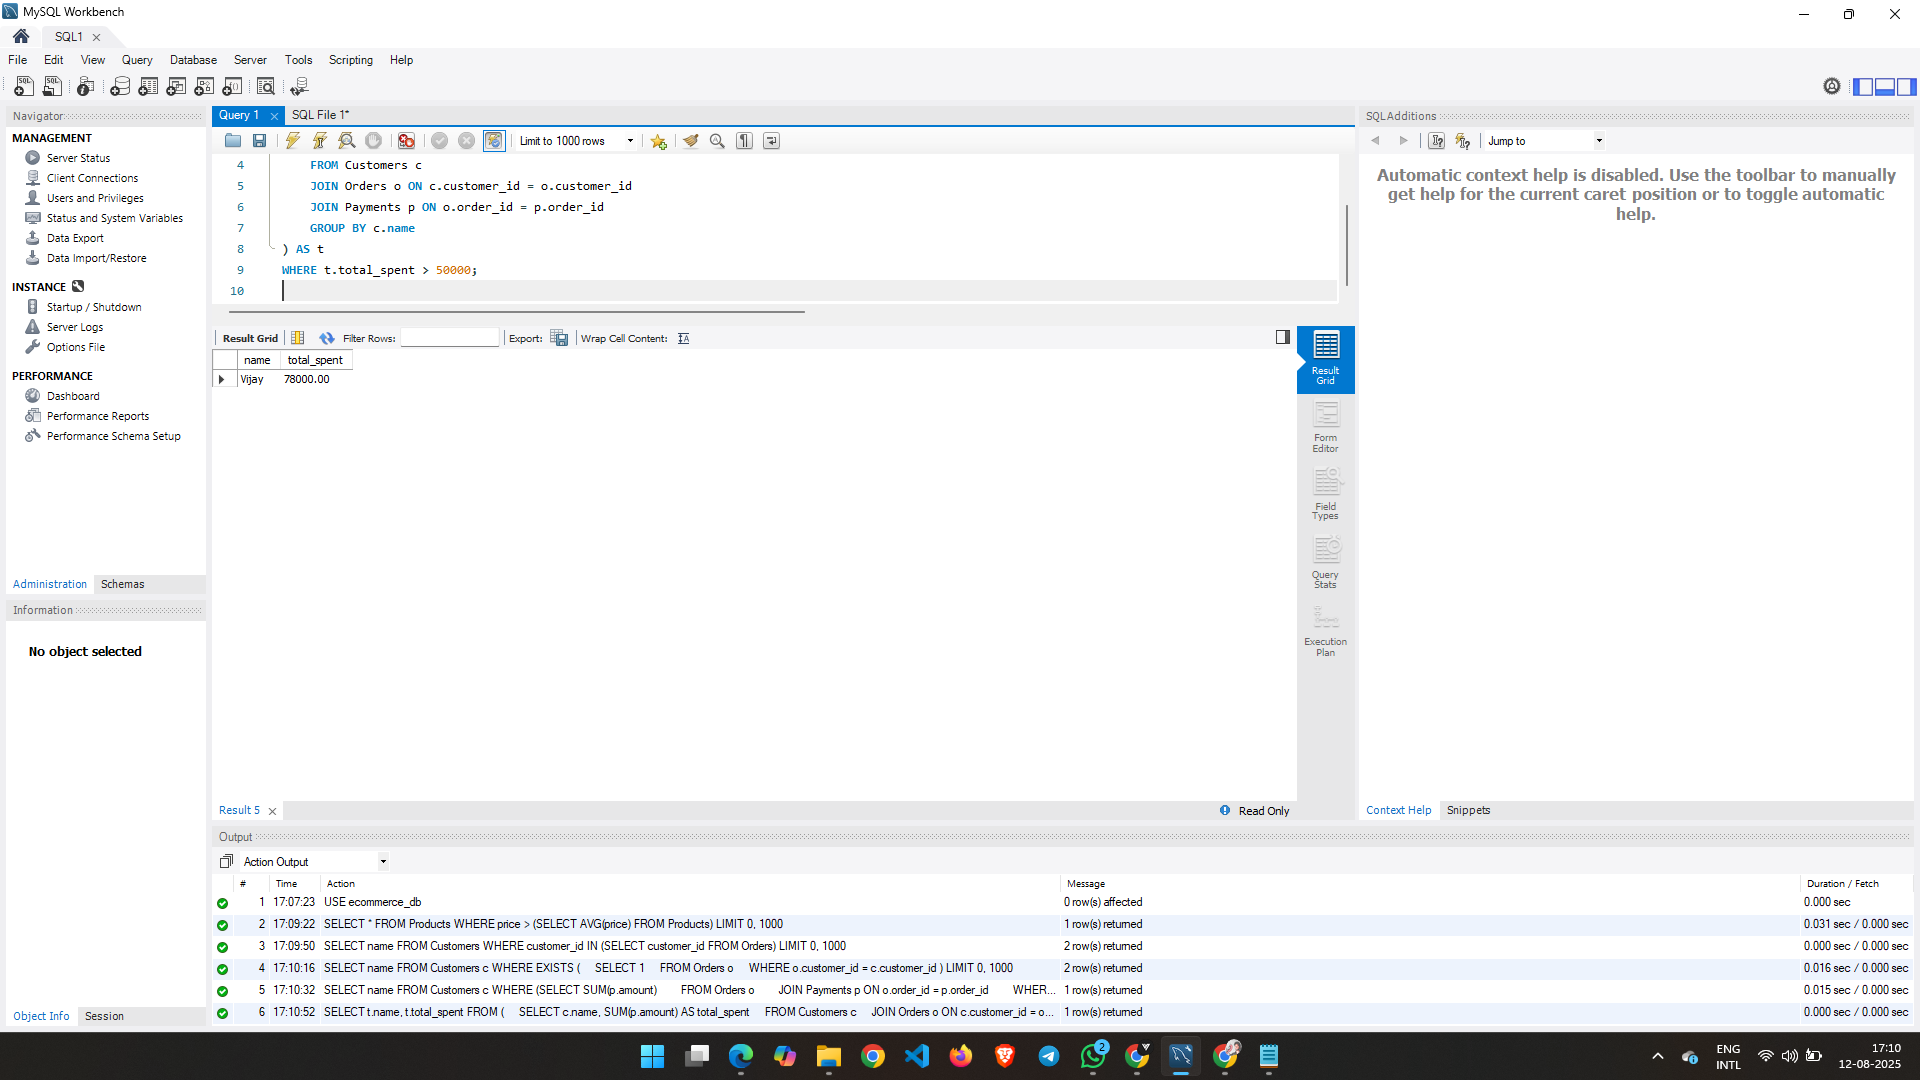 MySQL Workbench
SQL1
File Edit View Query Database Server Tools Scripting Help
Navigator
MANAGEMENT
Server Status
Client Connections
Users and Privileges
Status and System Variables
Data Export
Data Import/Restore
INSTANCE
Startup / Shutdown
Server Logs
Options File
PERFORMANCE
Dashboard
Performance Reports
Performance Schema Setup
Administration Schemas
Information
No object selected
Object Info Session
Query 1 SQL File 1*
Limit to 1000 rows
4 FROM Customers c
5 JOIN Orders o ON c.customer_id = o.customer_id
6 JOIN Payments p ON o.order_id = p.order_id
7 GROUP BY c.name
8 ) AS t
9 WHERE t.total_spent > 50000;
10
Result Grid Filter Rows: Export: Wrap Cell Content:
name total_spent
Vijay 78000.00
Result Grid
Form Editor
Field Types
Query Stats
Execution Plan
Result 5 Read Only
SQLAdditions
Jump to
Automatic context help is disabled. Use the toolbar to manually
get help for the current caret position or to toggle automatic
help.
Context Help Snippets
Output
Action Output
# Time Action Message Duration / Fetch
1 17:07:23 USE ecommerce_db 0 row(s) affected 0.000 sec
2 17:09:22 SELECT * FROM Products WHERE price > (SELECT AVG(price) FROM Products) LIMIT 0, 1000 1 row(s) returned 0.031 sec / 0.000 sec
3 17:09:50 SELECT name FROM Customers WHERE customer_id IN (SELECT customer_id FROM Orders) LIMIT 0, 1000 2 row(s) returned 0.000 sec / 0.000 sec
4 17:10:16 SELECT name FROM Customers c WHERE EXISTS ( SELECT 1 FROM Orders o WHERE o.customer_id = c.customer_id ) LIMIT 0, 1000 2 row(s) returned 0.016 sec / 0.000 sec
5 17:10:32 SELECT name FROM Customers c WHERE (SELECT SUM(p.amount) FROM Orders o JOIN Payments p ON o.order_id = p.order_id WHER... 1 row(s) returned 0.015 sec / 0.000 sec
6 17:10:52 SELECT t.name, t.total_spent FROM ( SELECT c.name, SUM(p.amount) AS total_spent FROM Customers c JOIN Orders o ON c.customer_id = o... 1 row(s) returned 0.000 sec / 0.000 sec
2
ENG
INTL
17:10
12-08-2025